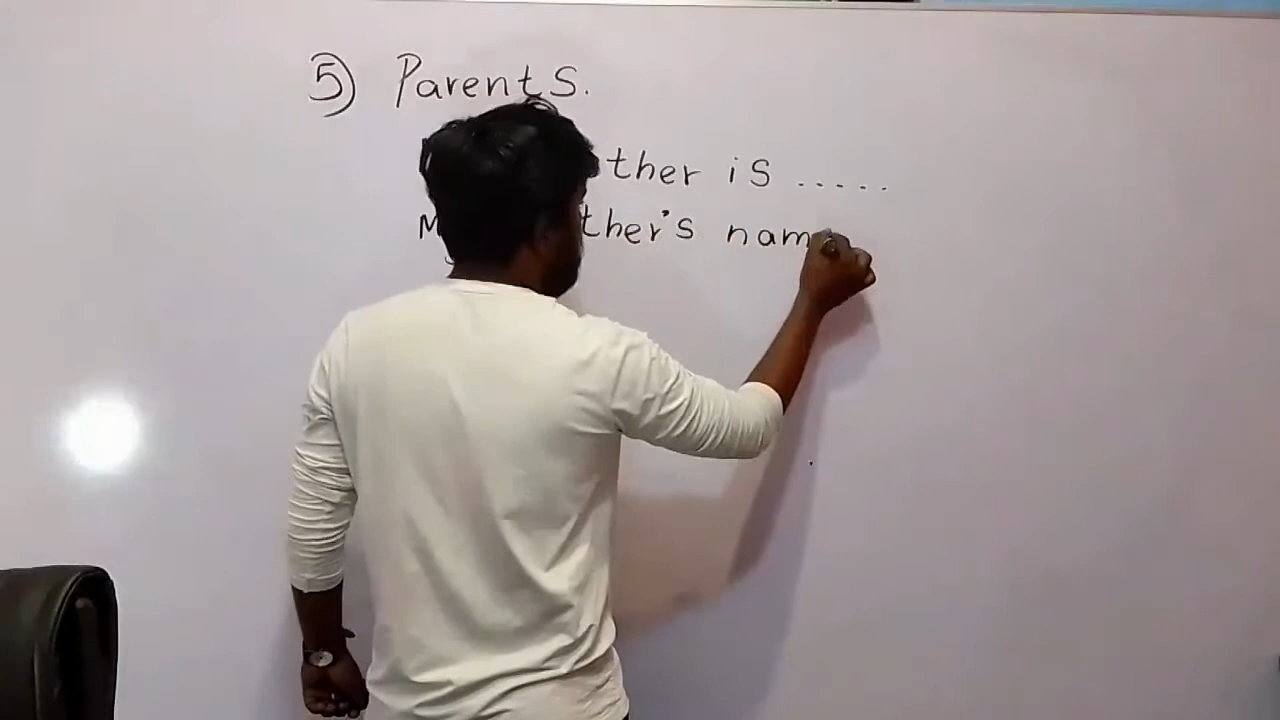 5) Parents.
ther is .....
ther's nam